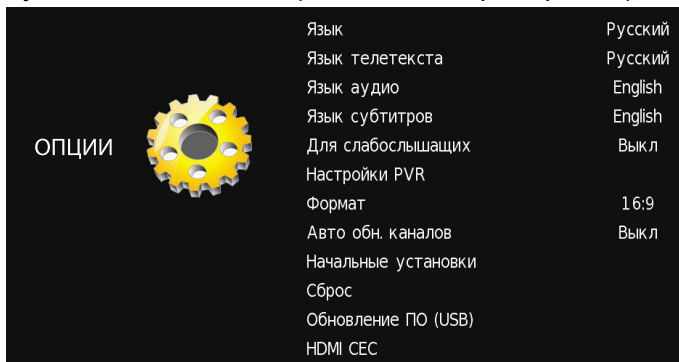 Язык Русский
Язык телетекста Русский
Язык аудио English
Язык субтитров English
ОПЦИИ
Для слабослышащих Выкл
Настройки PVR
Формат 16:9
Авто обн. каналов Выкл
Начальные установки
Сброс
Обновление ПО (USB)
HDMI CEC